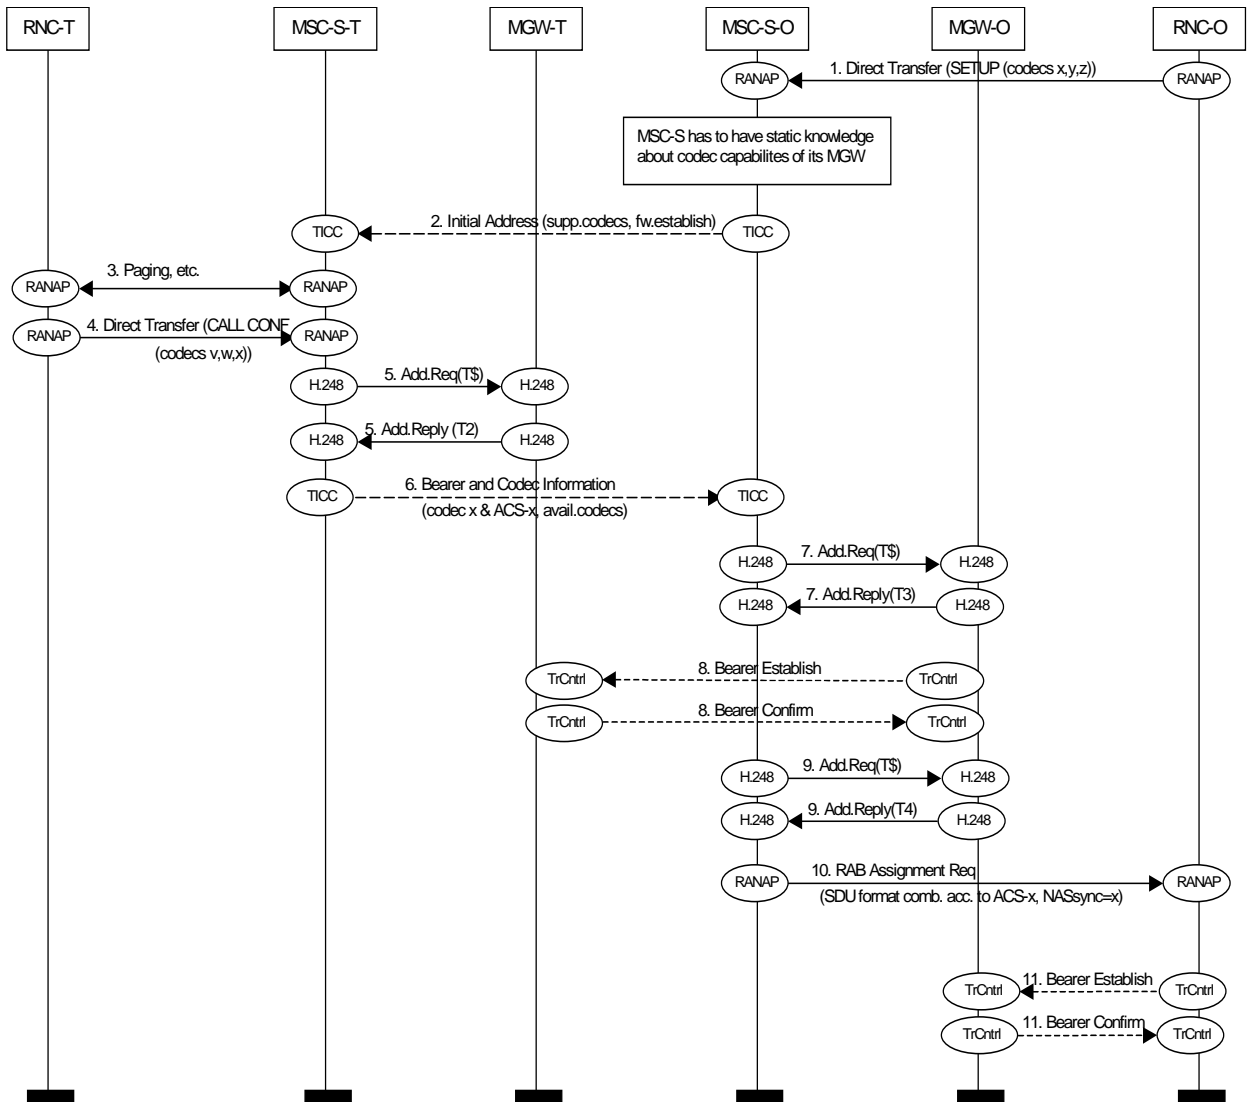 RNC-T
MSC-S-T
MGW-T
MSC-S-O
MGW-O
RNC-O
1. Direct Transfer (SETUP (codecs x,y,z))
RANAP
RANAP
MSC-S has to have static knowledge
about codec capabilites of its MGW
2. Initial Address (supp.codecs, fw.establish)
TICC
TICC
3. Paging, etc.
RANAP
RANAP
4. Direct Transfer (CALL CONF
RANAP
RANAP
(codecs v,w,x))
5. Add.Req(T$)
H.248
H.248
5. Add.Reply (T2)
H.248
H.248
6. Bearer and Codec Information
TICC
TICC
(codec x & ACS-x, avail.codecs)
7. Add.Req(T$)
H.248
H.248
7. Add.Reply(T3)
H.248
H.248
8. Bearer Establish
TrCntrl
TrCntrl
8. Bearer Confirm
TrCntrl
TrCntrl
9. Add.Req(T$)
H.248
H.248
9. Add.Reply(T4)
H.248
H.248
10. RAB Assignment Req
RANAP
RANAP
(SDU format comb. acc. to ACS-x, NASsync=x)
11. Bearer Establish
TrCntrl
TrCntrl
11. Bearer Confirm
TrCntrl
TrCntrl